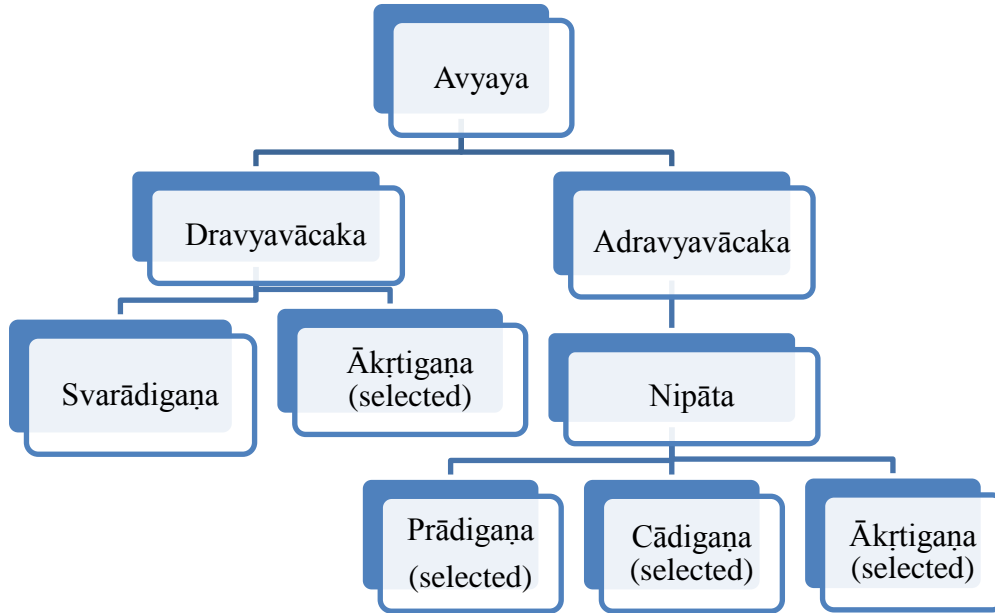 Avyaya
Dravyavācaka
Adravyavācaka
Svarādigaṇa
Ākṛtigaṇa
(selected)
Nipāta
Prādigaṇa
(selected)
Cādigaṇa
(selected)
Ākṛtigaṇa
(selected)